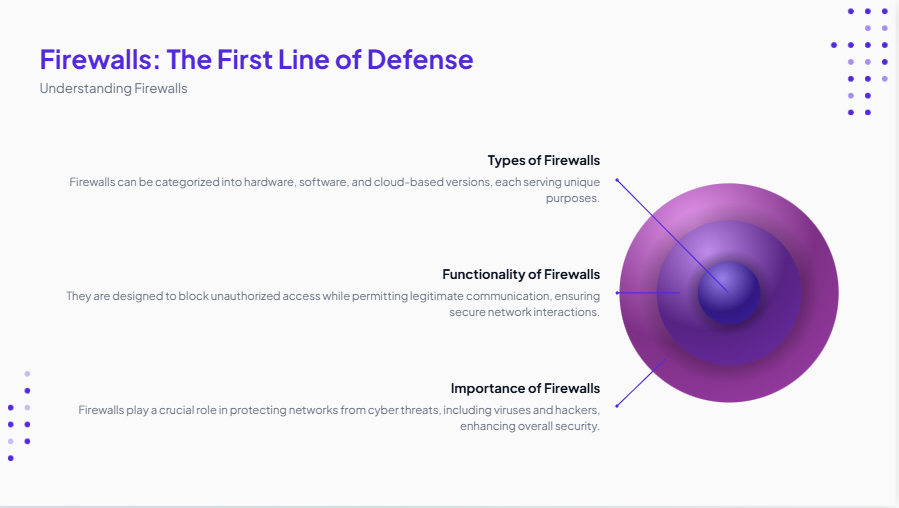 Firewalls: The First Line of Defense
Understanding Firewalls
Types of Firewalls
Firewalls can be categorized into hardware, software, and cloud-based versions, each serving unique
purposes.
Functionality of Firewalls
They are designed to block unauthorized access while permitting legitimate communication, ensuring
secure network interactions.
Importance of Firewalls
Firewalls play a crucial role in protecting networks from cyber threats, including viruses and hackers,
enhancing overall security.